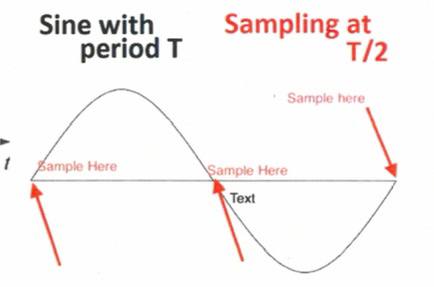 Sine with
period T
Sampling at
T/2
Sample here
t
Sample Here
Sample Here
Text